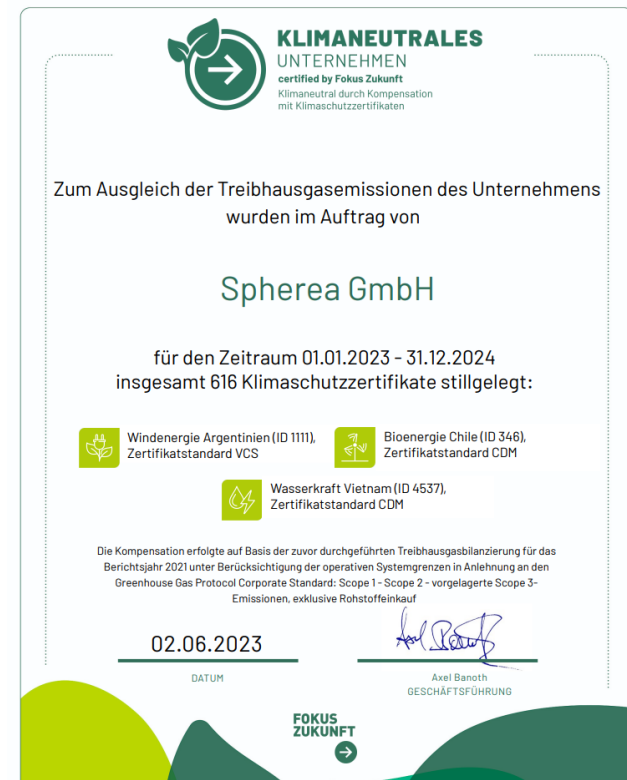 KLIMANEUTRALES
UNTERNEHMEN
certified by Fokus Zukunft
Klimaneutral durch Kompensation
mit Klimaschutzzertifikaten
Zum Ausgleich der Treibhausgasemissionen des Unternehmens
wurden im Auftrag von
Spherea GmbH
für den Zeitraum 01.01.2023 - 31.12.2024
insgesamt 616 Klimaschutzzertifikate stillgelegt:
Windenergie Argentinien (ID 1111),
Zertifikatstandard VCS
Bioenergie Chile (ID 346),
Zertifikatstandard CDM
Wasserkraft Vietnam (ID 4537),
Zertifikatstandard CDM
Die Kompensation erfolgte auf Basis der zuvor durchgeführten Treibhausgasbilanzierung für das
Berichtsjahr 2021 unter Berücksichtigung der operativen Systemgrenzen in Anlehnung an den
Greenhouse Gas Protocol Corporate Standard: Scope 1 - Scope 2 - vorgelagerte Scope 3-
Emissionen, exklusive Rohstoffeinkauf
02.06.2023
DATUM
Axel Banoth
GESCHÄFTSFÜHRUNG
FOKUS
ZUKUNFT